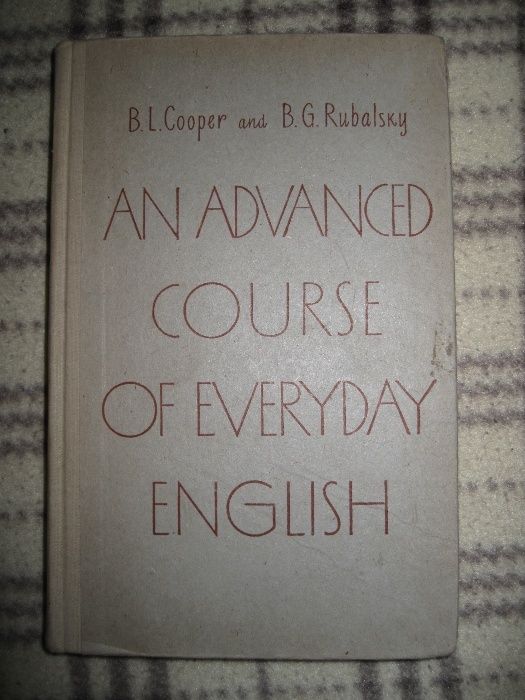 B.L.Cooper and B.G.Rubalsky
AN ADVANCED
COURSE
OF EVERYDAY
ENGLISH